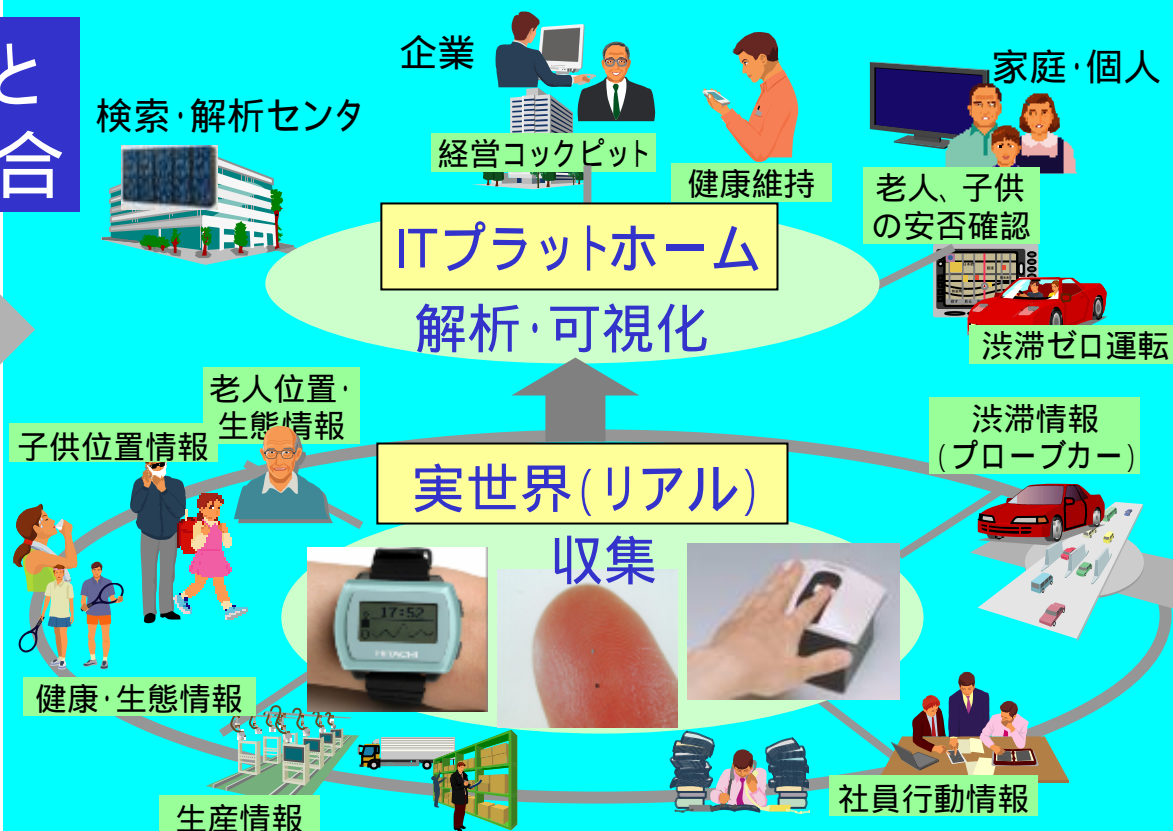 と
合
企業
家庭・個人
検索・解析センタ
経営コックピット
健康維持
老人、子供
の安否確認
ITプラットホーム
解析・可視化
渋滞ゼロ運転
老人位置・
生態情報
子供位置情報
渋滞情報
(プローブカー)
実世界(リアル)
収集
17:52
HITACHI
健康・生態情報
生産情報
社員行動情報